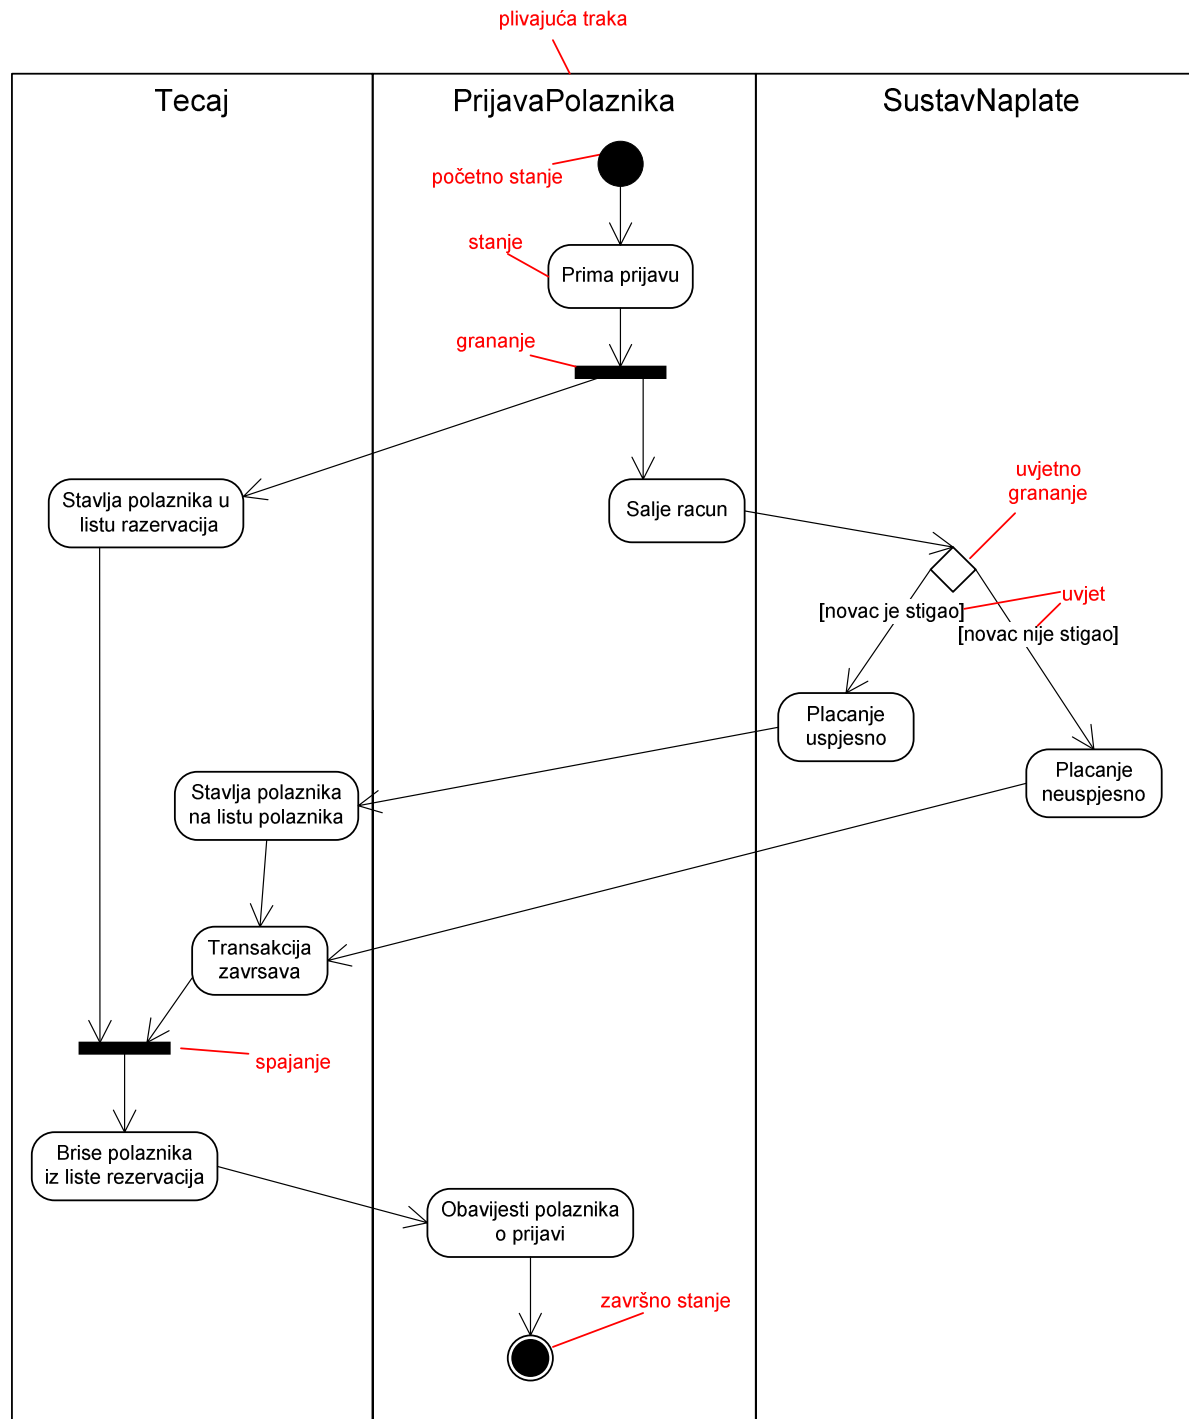 plivajuća traka
Tecaj
PrijavaPolaznika
SustavNaplate
početno stanje
stanje
Prima prijavu
grananje
Stavlja polaznika u
listu razervacija
Salje racun
uvjetno
grananje
uvjet
[novac je stigao]
[novac nije stigao]
Placanje
uspjesno
Placanje
neuspjesno
Stavlja polaznika
na listu polaznika
Transakcija
zavrsava
spajanje
Brise polaznika
iz liste rezervacija
Obavijesti polaznika
o prijavi
završno stanje